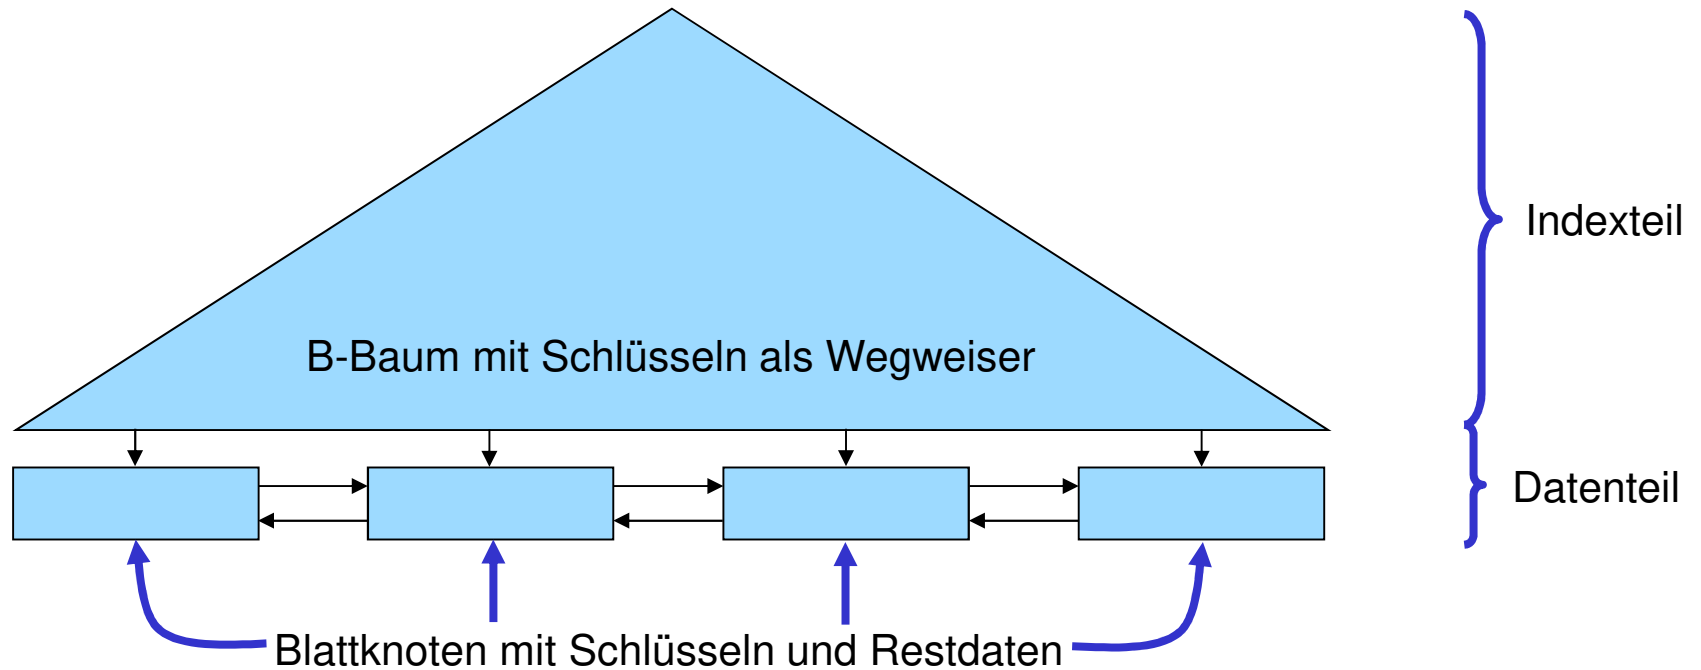 Indexteil
B-Baum mit Schlüsseln als Wegweiser
Datenteil
Blattknoten mit Schlüsseln und Restdaten